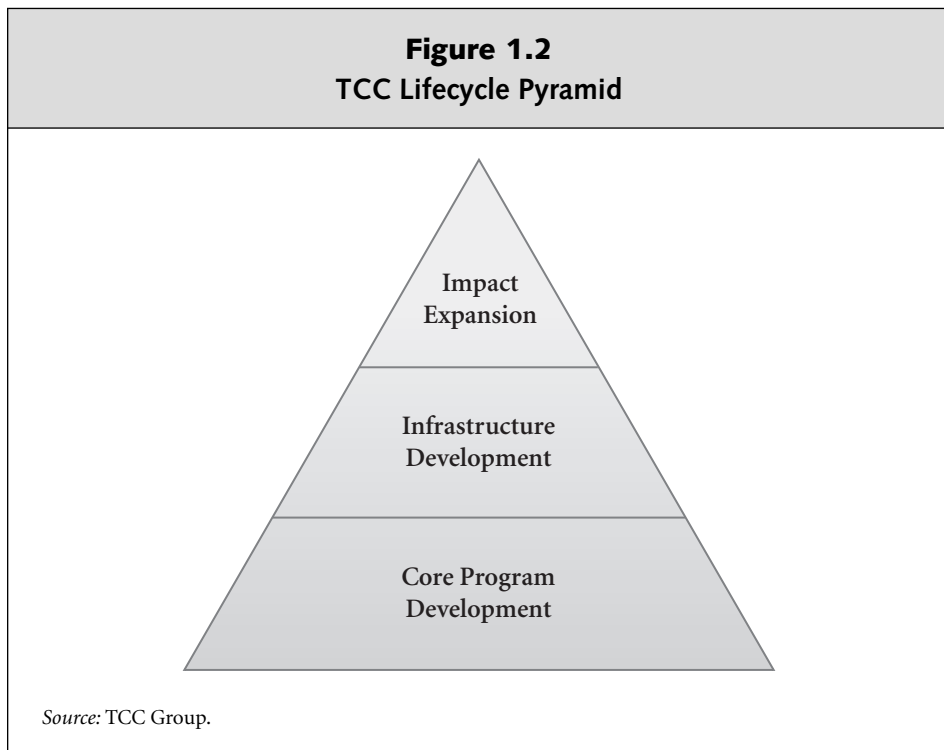 Figure 1.2
TCC Lifecycle Pyramid
Impact
Expansion
Infrastructure
Development
Core Program
Development
Source: TCC Group.